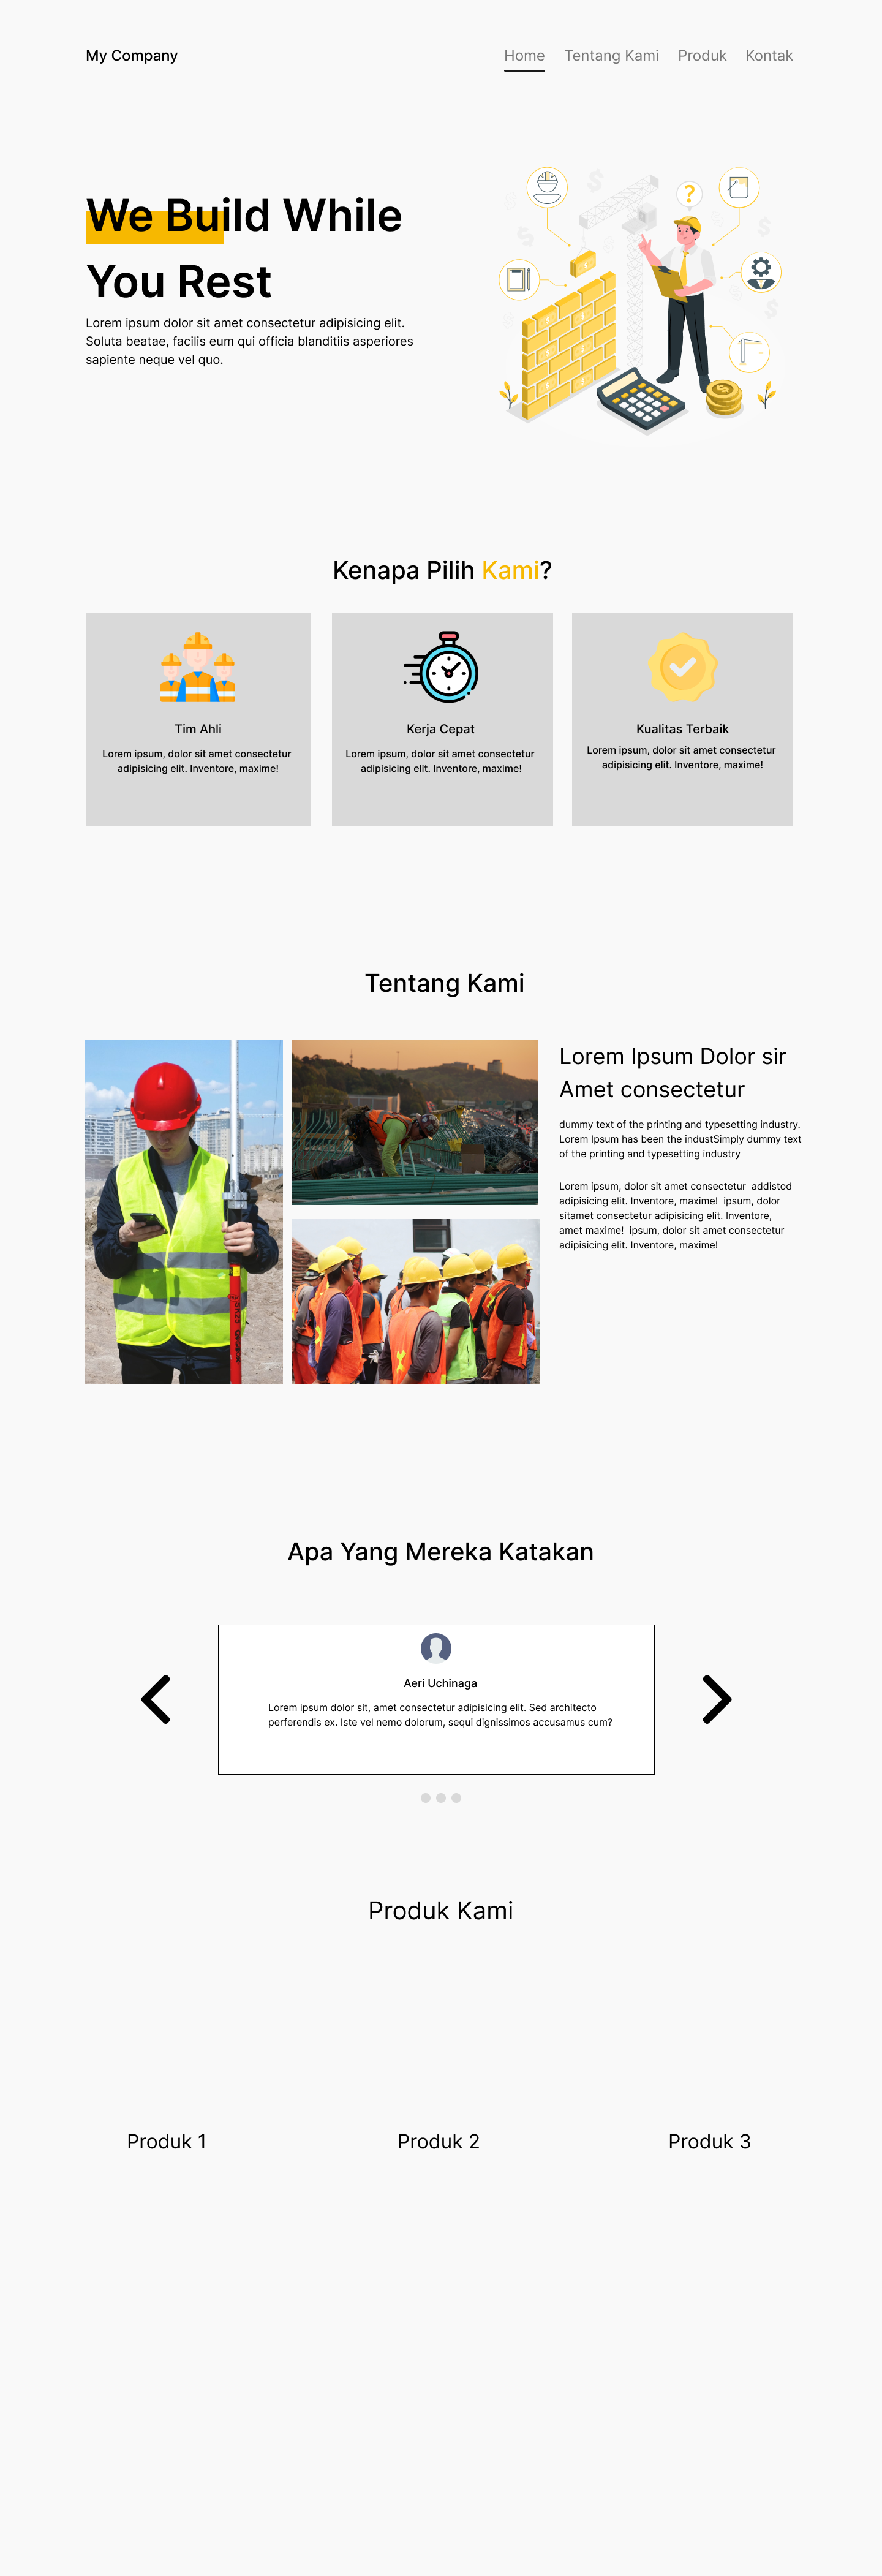 My Company
Home
Tentang Kami
Produk
Kontak
We Build While
You Rest
Lorem ipsum dolor sit amet consectetur adipisicing elit.
Soluta beatae, facilis eum qui officia blanditiis asperiores
sapiente neque vel quo.
?
Kenapa Pilih Kami?
Tim Ahli
Lorem ipsum, dolor sit amet consectetur
adipisicing elit. Inventore, maxime!
Kerja Cepat
Lorem ipsum, dolor sit amet consectetur
adipisicing elit. Inventore, maxime!
Kualitas Terbaik
Lorem ipsum, dolor sit amet consectetur
adipisicing elit. Inventore, maxime!
Tentang Kami
Lorem Ipsum Dolor sir
Amet consectetur
dummy text of the printing and typesetting industry.
Lorem Ipsum has been the industSimply dummy text
of the printing and typesetting industry
Lorem ipsum, dolor sit amet consectetur  addistod
adipisicing elit. Inventore, maxime!  ipsum, dolor
sitamet consectetur adipisicing elit. Inventore,
amet maxime!  ipsum, dolor sit amet consectetur
adipisicing elit. Inventore, maxime!
Apa Yang Mereka Katakan
Aeri Uchinaga
Lorem ipsum dolor sit, amet consectetur adipisicing elit. Sed architecto
perferendis ex. Iste vel nemo dolorum, sequi dignissimos accusamus cum?
Produk Kami
Produk 1
Produk 2
Produk 3